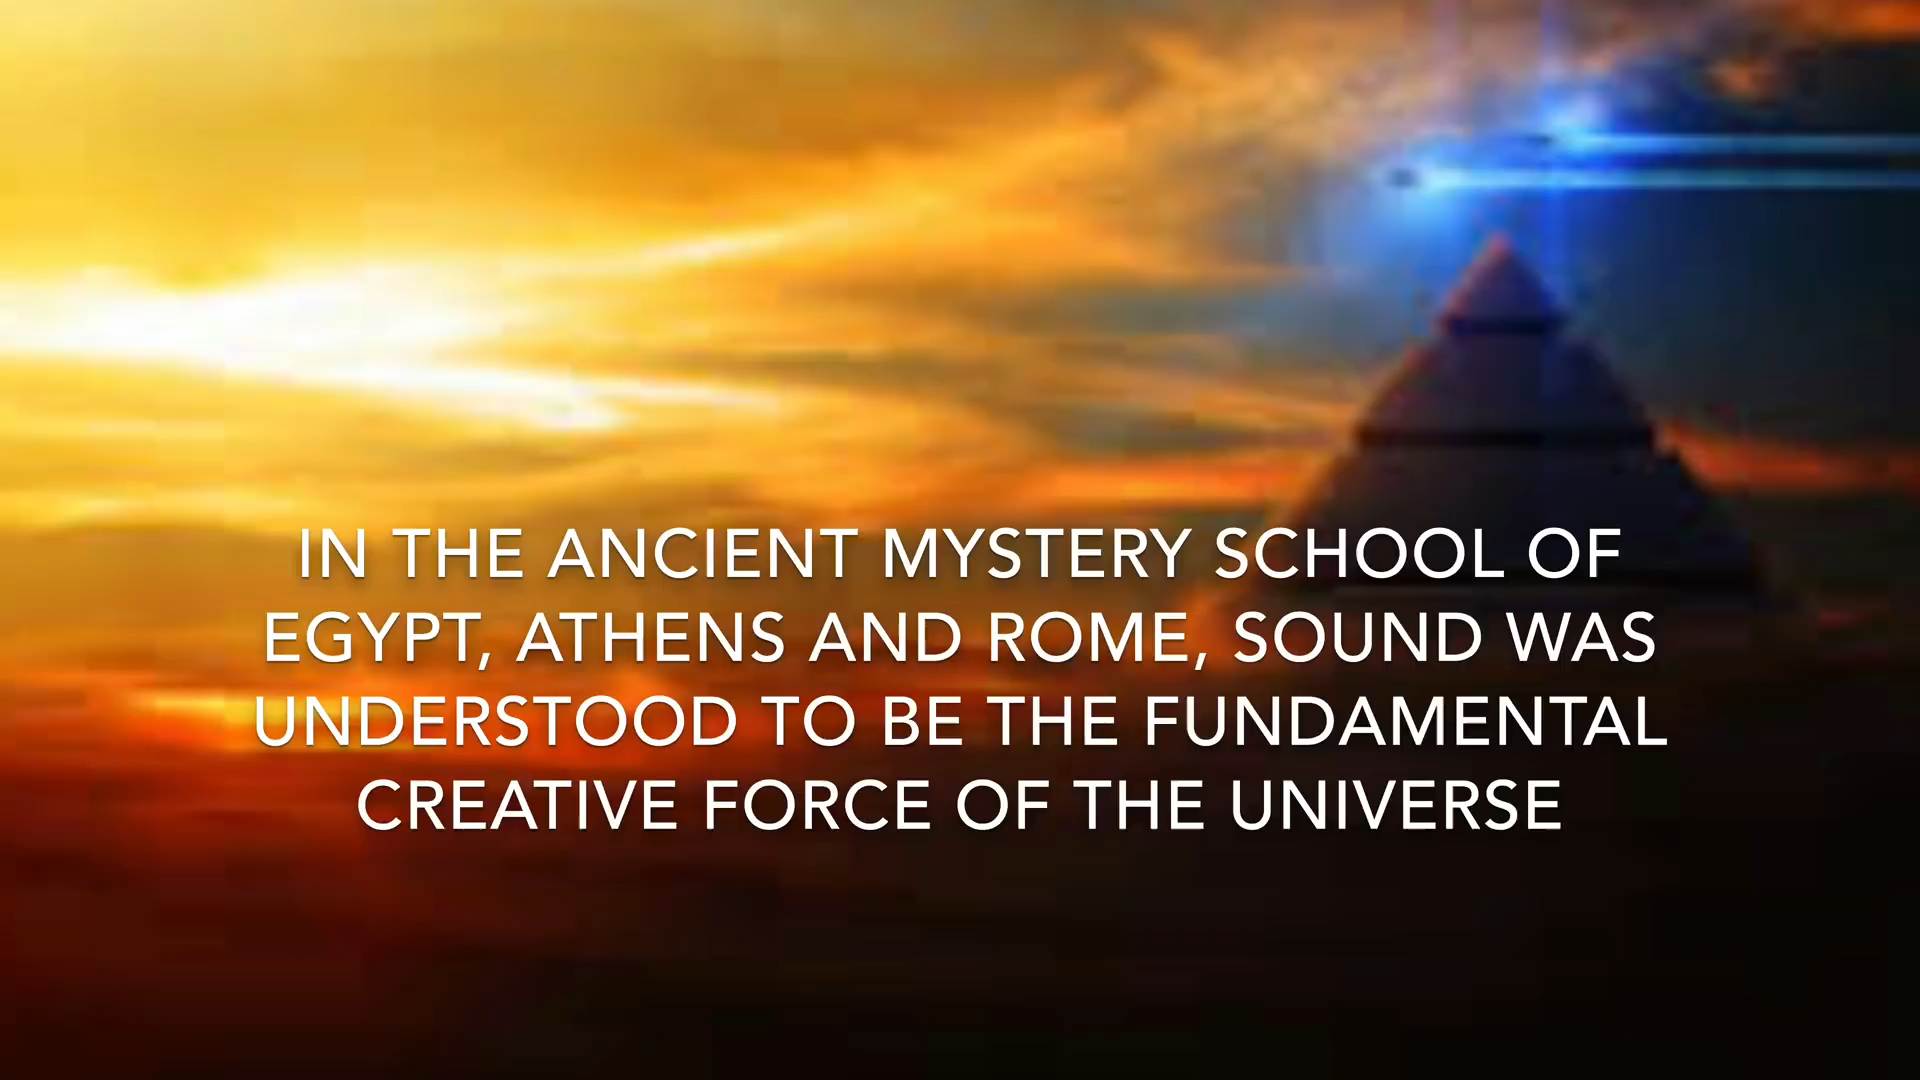 IN THE ANCIENT MYSTERY SCHOOL OF
EGYPT, ATHENS AND ROME, SOUND WAS
UNDERSTOOD TO BE THE FUNDAMENTAL
CREATIVE FORCE OF THE UNIVERSE